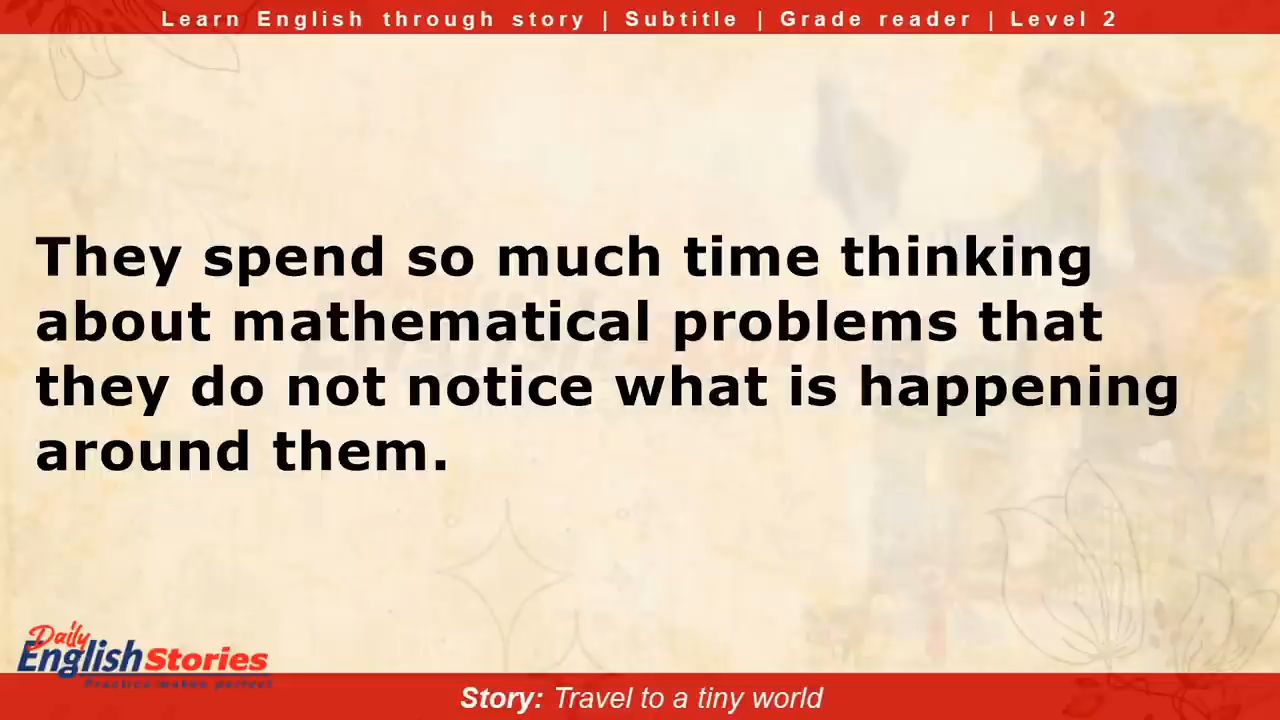 Learn English through story | Subtitle | Grade reader | Level 2
They spend so much time thinking
about mathematical problems that
they do not notice what is happening
around them.
Daily
English Stories
Practice makes perfect
Story: Travel to a tiny world